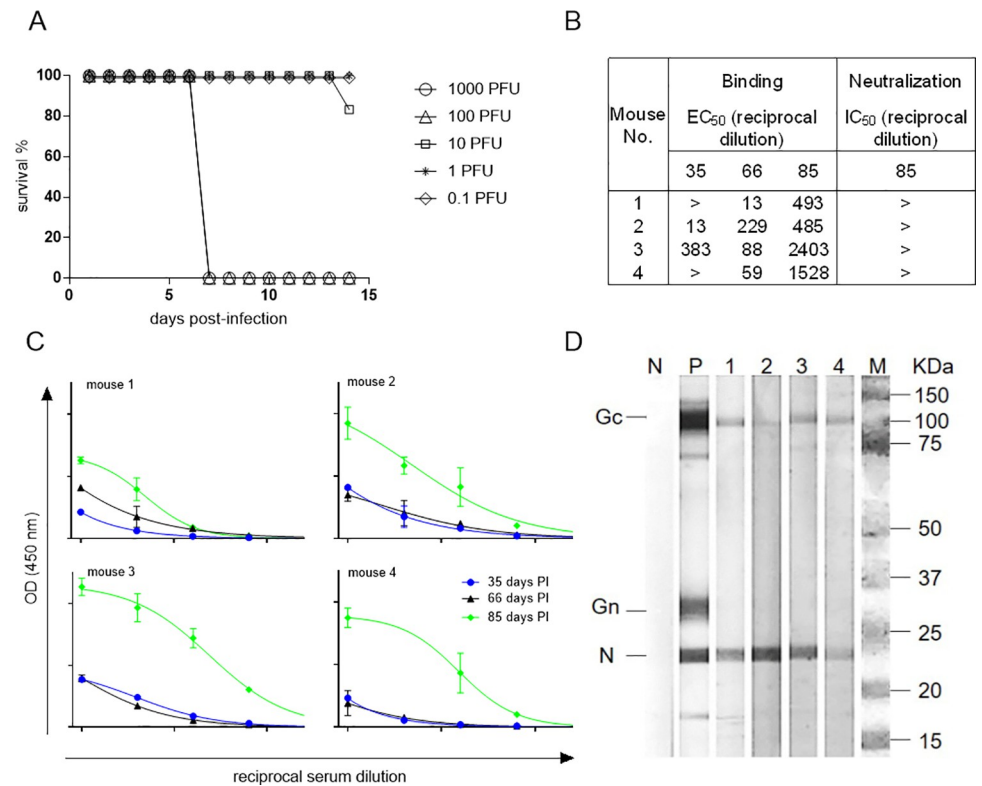 A
100
80
60
40
20
0
survival %
0 5 10 15
days post-infection
1000 PFU
100 PFU
10 PFU
1 PFU
0.1 PFU
B
Mouse No.
Binding
EC50 (reciprocal dilution)
Neutralization
IC50 (reciprocal dilution)
35 66 85 85
1 > 13 493 >
2 13 229 485 >
3 383 88 2403 >
4 > 59 1528 >
C
mouse 1
mouse 2
mouse 3
mouse 4
35 days PI
66 days PI
85 days PI
OD (450 nm)
reciprocal serum dilution
D
N P 1 2 3 4 M KDa
Gc
Gn
N
150
100
75
50
37
25
20
15